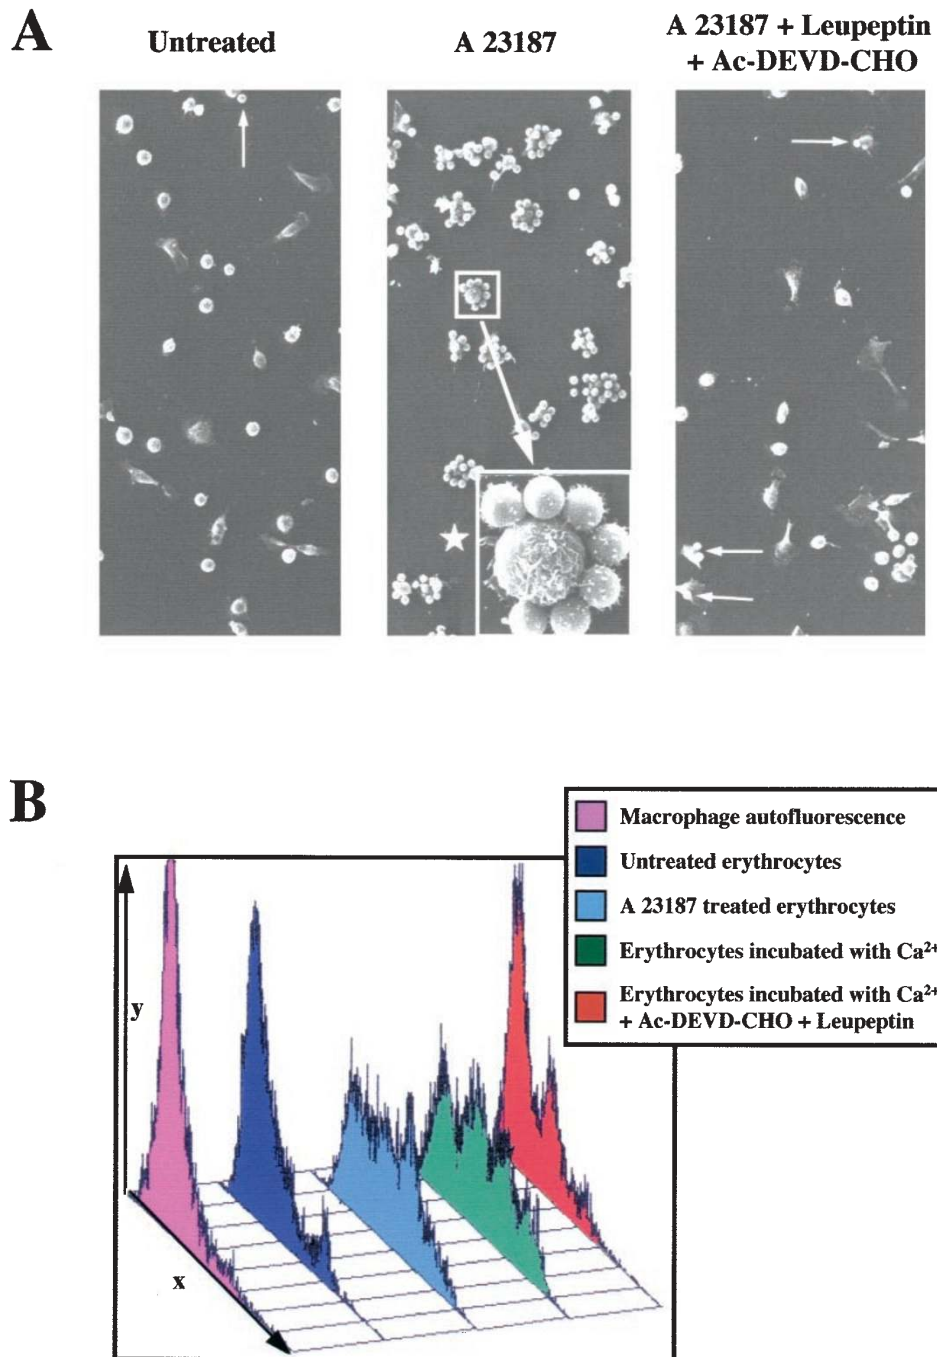 A
Untreated
A 23187
A 23187 + Leupeptin
+ Ac-DEVD-CHO
B
Macrophage autofluorescence
Untreated erythrocytes
A 23187 treated erythrocytes
Erythrocytes incubated with Ca²⁺
Erythrocytes incubated with Ca²⁺
+ Ac-DEVD-CHO + Leupeptin
y
x